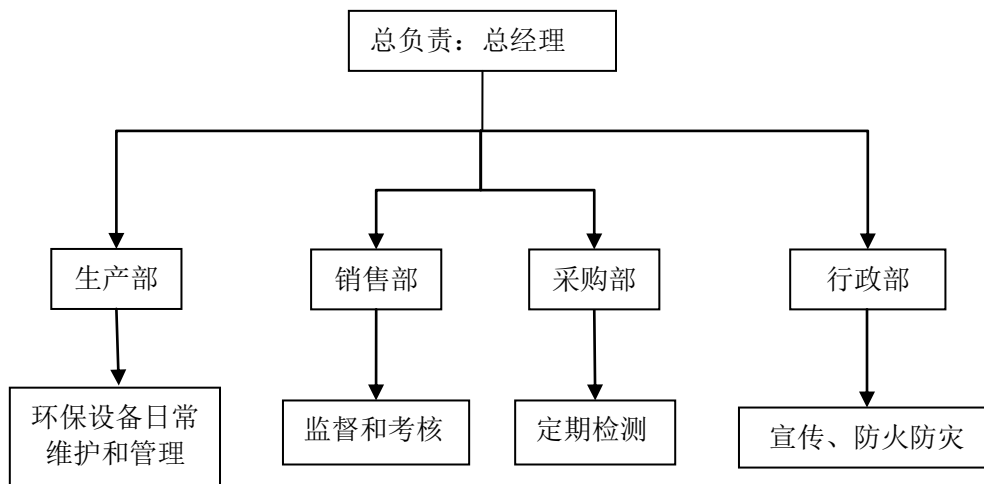 总负责：总经理
生产部
销售部
采购部
行政部
环保设备日常
维护和管理
监督和考核
定期检测
宣传、防火防灾